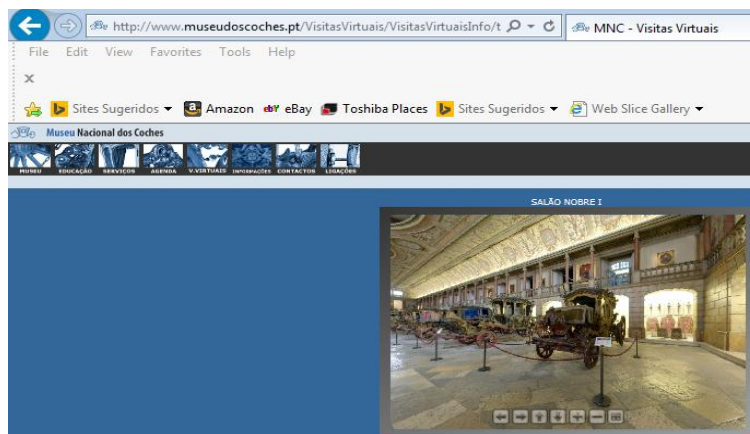 http://www.museudoscoches.pt/VisitasVirtuais/VisitasVirtuaisInfo/t
MNC - Visitas Virtuais
File Edit View Favorites Tools Help
x
Sites Sugeridos Amazon ebY eBay Toshiba Places Sites Sugeridos Web Slice Gallery
Museu Nacional dos Coches
MUSEU EDUCAÇÃO SERVIÇOS AGENDA V.VIRTUAIS INFORMAÇÕES CONTACTOS LIGAÇÕES
SALÃO NOBRE I